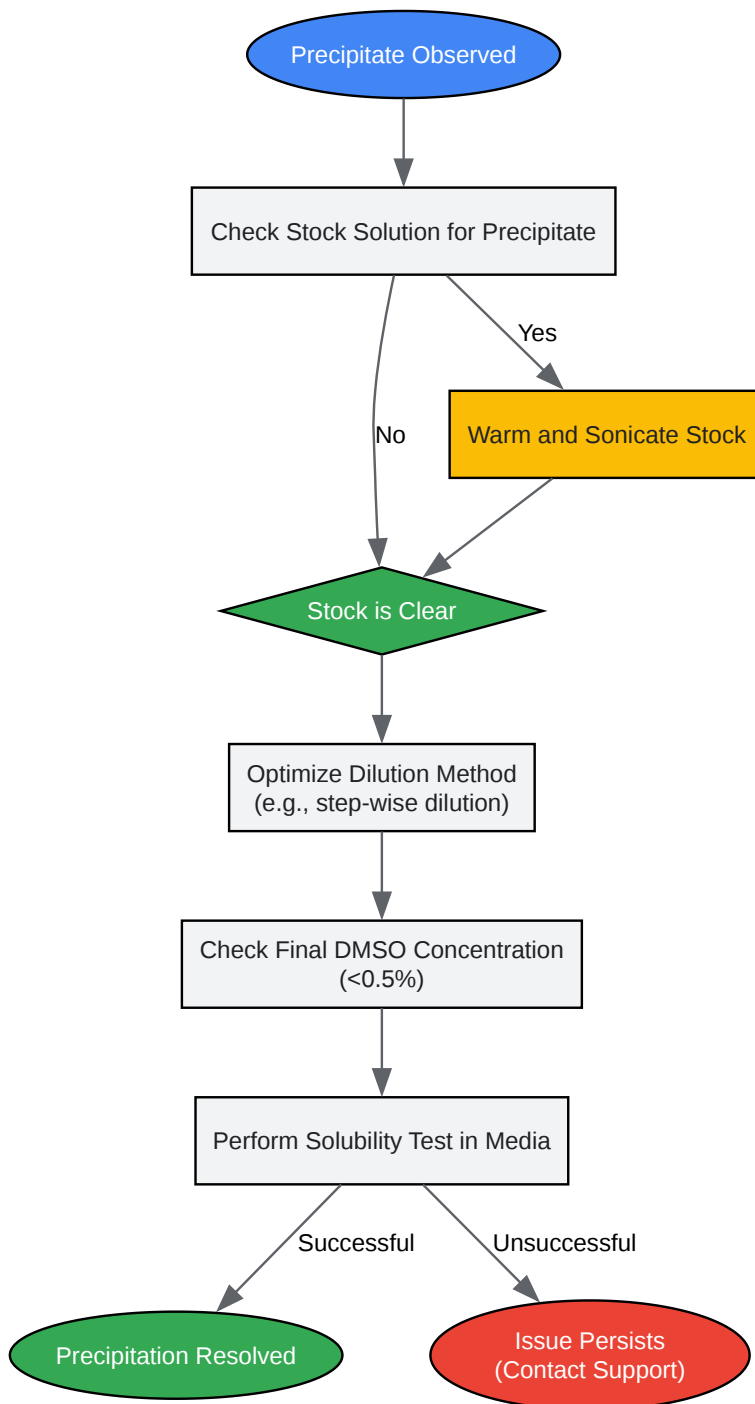 Precipitate Observed
Check Stock Solution for Precipitate
Yes
No
Warm and Sonicate Stock
Stock is Clear
Optimize Dilution Method
(e.g., step-wise dilution)
Check Final DMSO Concentration
(<0.5%)
Perform Solubility Test in Media
Successful
Unsuccessful
Precipitation Resolved
Issue Persists
(Contact Support)